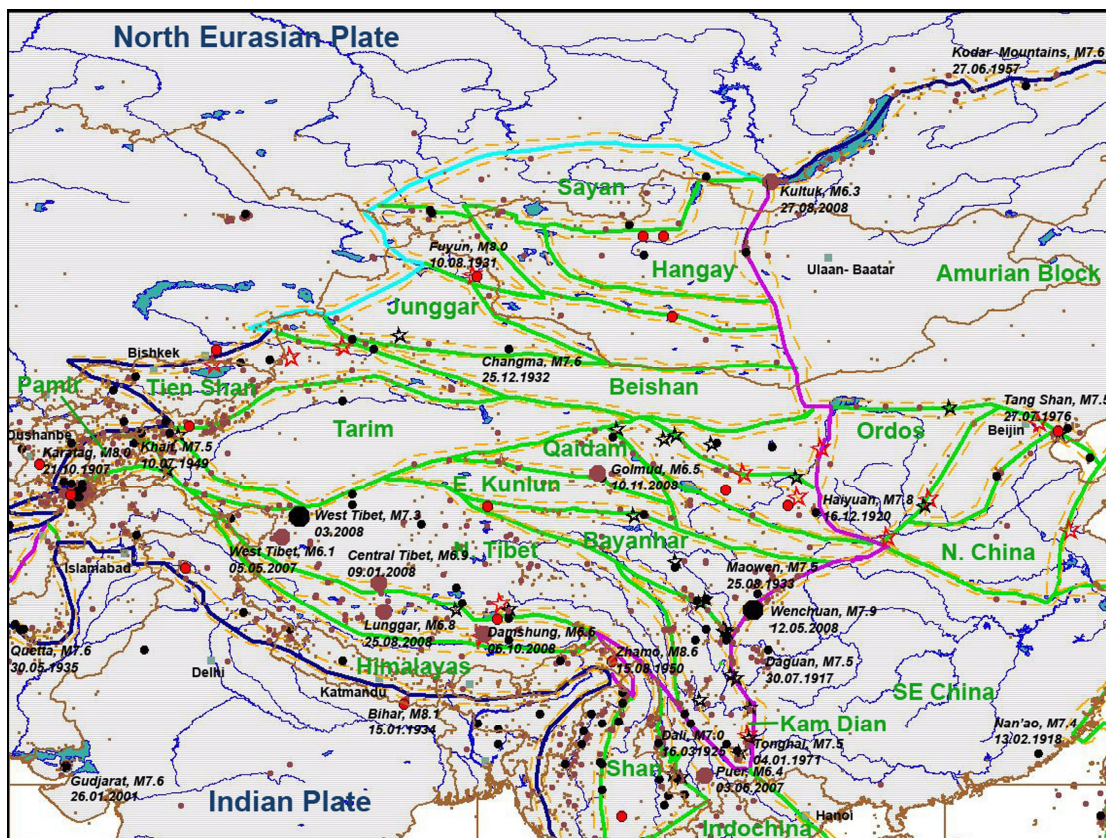 North Eurasian Plate
Kodar Mountains, M7.6
27.06.1957
Sayan
Kultuk, M6.3
27.08.2008
Fuyun, M8.0
10.08.1931
Hangay
Ulaan- Baatar
Amurian Block
Junggar
Bishkek
Changma, M7.6
25.12.1932
Pamir
Tien Shan
Beishan
Tang Shan, M7.5
27.07.1976
Beijin
Dushanbe
Karatag, M8.0
21.10.1907
Khait, M7.5
10.07.1949
Tarim
Ordos
Qaidam
Golmud, M6.5
10.11.2008
E. Kunlun
Haiyuan, M7.8
16.12.1920
West Tibet, M7.3
03.2008
N. Tibet
Bayanhar
N. China
West Tibet, M6.1
05.05.2007
Central Tibet, M6.9
09.01.2008
Islamabad
Maowen, M7.5
25.08.1933
Wenchuan, M7.9
12.05.2008
Lunggar, M6.8
25.08.2008
Damshung, M6.6
06.10.2008
Quetta, M7.6
30.05.1935
Delhi
Himalayas
Zhamo, M8.6
15.08.1950
Daguan, M7.5
30.07.1917
Katmandu
SE China
Bihar, M8.1
15.01.1934
Kam Dian
Nan'ao, M7.4
13.02.1918
Dali, M7.0
16.031925
Tonghai, M7.5
04.01.1971
Gudjarat, M7.6
26.01.2001
Shan
Puer, M6.4
03.06.2007
Indian Plate
Hanoi
Indochina